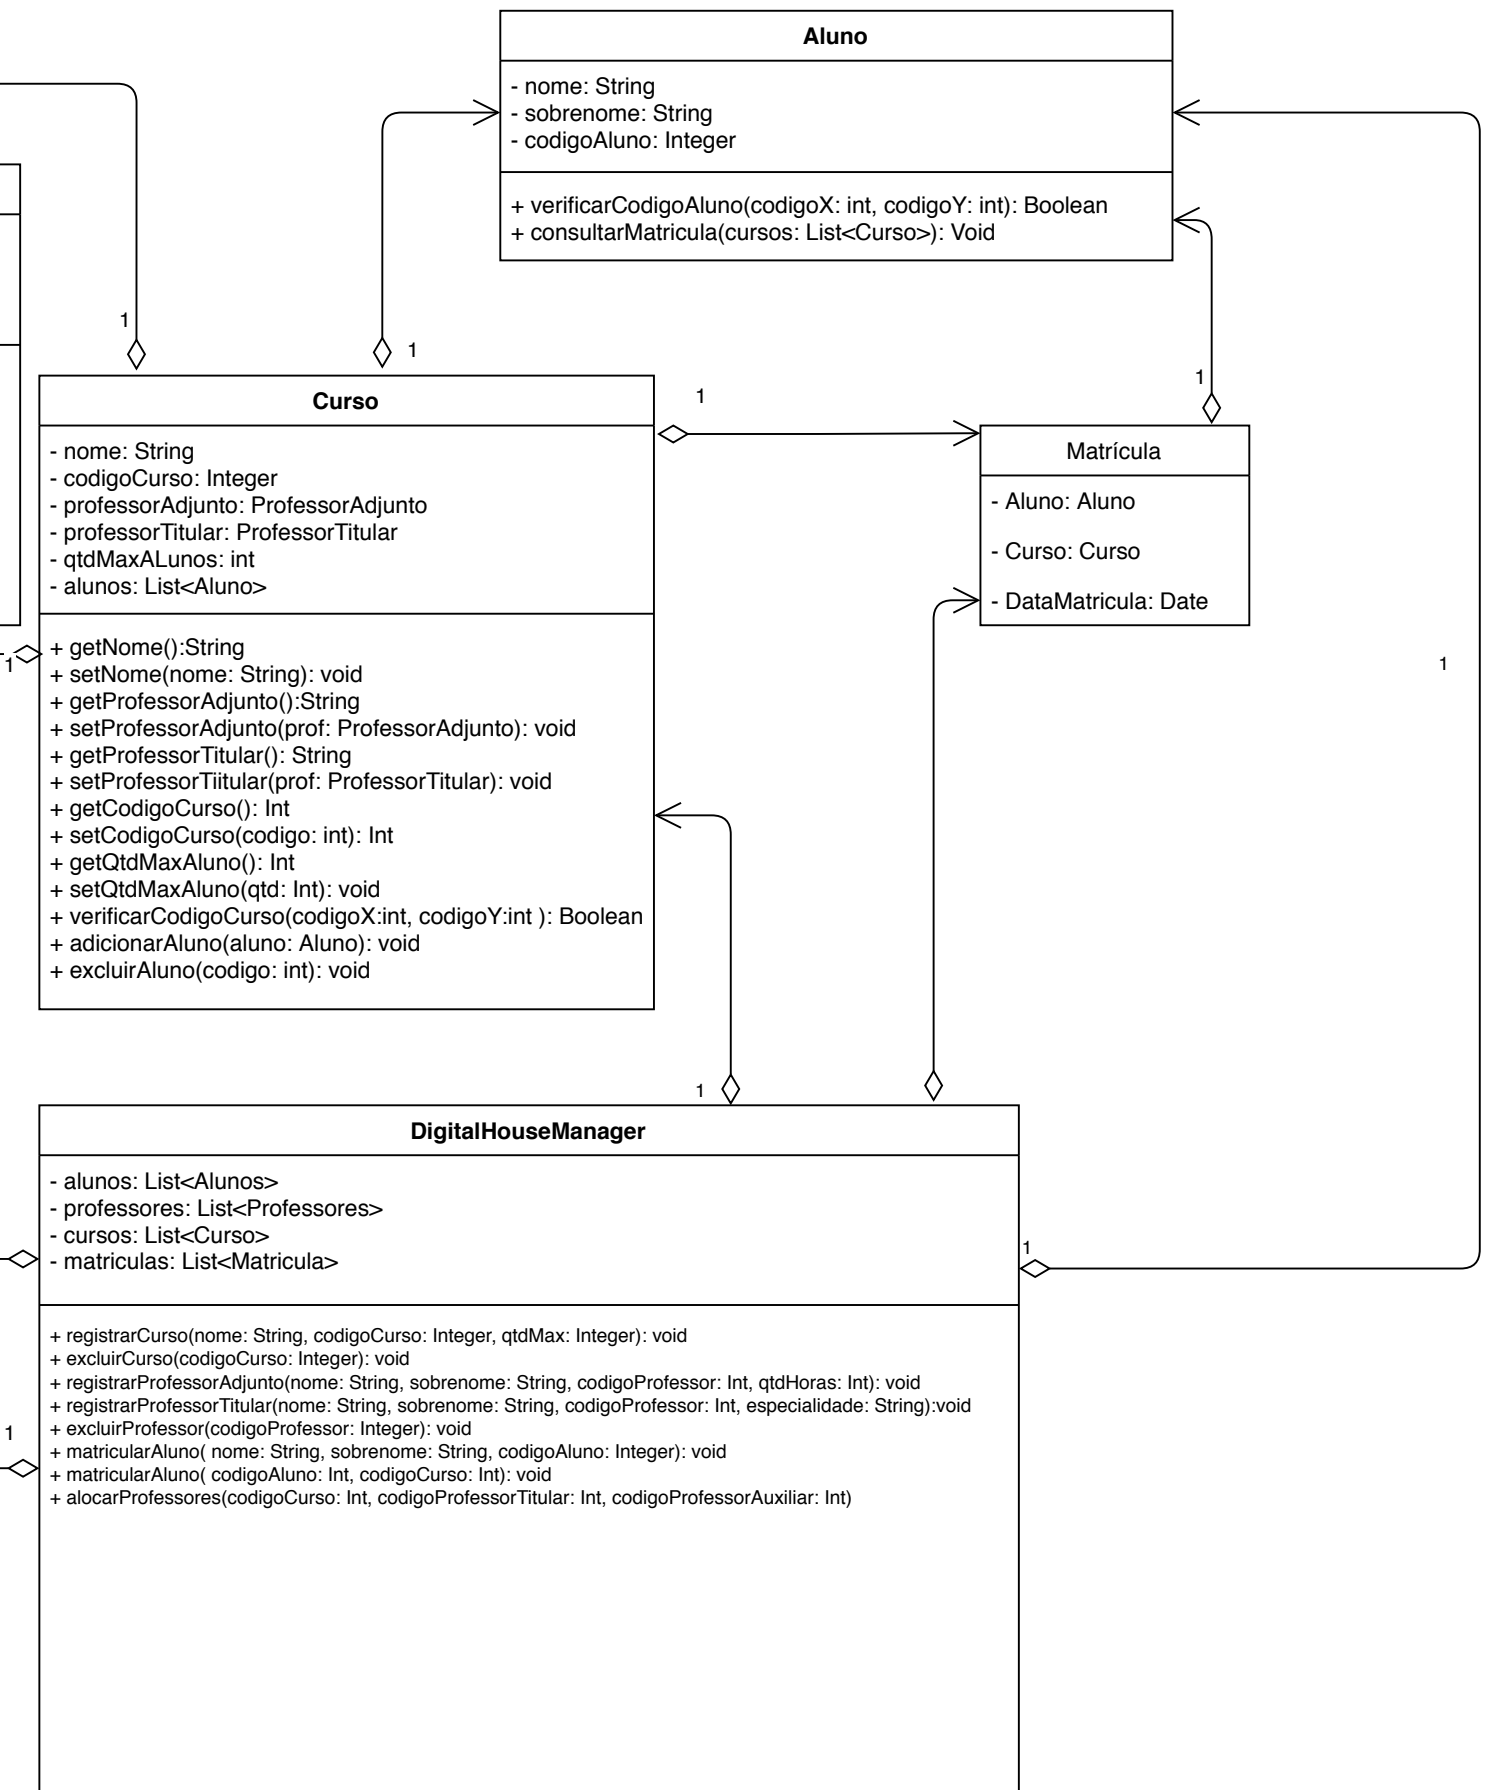 Aluno
- nome: String
- sobrenome: String
- codigoAluno: Integer
+ verificarCodigoAluno(codigoX: int, codigoY: int): Boolean
+ consultarMatricula(cursos: List<Curso>): Void
1
1
1
1
Curso
- nome: String
- codigoCurso: Integer
- professorAdjunto: ProfessorAdjunto
- professorTitular: ProfessorTitular
- qtdMaxALunos: int
- alunos: List<Aluno>
+ getNome():String
+ setNome(nome: String): void
+ getProfessorAdjunto():String
+ setProfessorAdjunto(prof: ProfessorAdjunto): void
+ getProfessorTitular(): String
+ setProfessorTiitular(prof: ProfessorTitular): void
+ getCodigoCurso(): Int
+ setCodigoCurso(codigo: int): Int
+ getQtdMaxAluno(): Int
+ setQtdMaxAluno(qtd: Int): void
+ verificarCodigoCurso(codigoX:int, codigoY:int ): Boolean
+ adicionarAluno(aluno: Aluno): void
+ excluirAluno(codigo: int): void
Matrícula
- Aluno: Aluno
- Curso: Curso
- DataMatricula: Date
1
1
1
DigitalHouseManager
- alunos: List<Alunos>
- professores: List<Professores>
- cursos: List<Curso>
- matriculas: List<Matricula>
1
+ registrarCurso(nome: String, codigoCurso: Integer, qtdMax: Integer): void
+ excluirCurso(codigoCurso: Integer): void
+ registrarProfessorAdjunto(nome: String, sobrenome: String, codigoProfessor: Int, qtdHoras: Int): void
+ registrarProfessorTitular(nome: String, sobrenome: String, codigoProfessor: Int, especialidade: String):void
+ excluirProfessor(codigoProfessor: Integer): void
+ matricularAluno( nome: String, sobrenome: String, codigoAluno: Integer): void
+ matricularAluno( codigoAluno: Int, codigoCurso: Int): void
+ alocarProfessores(codigoCurso: Int, codigoProfessorTitular: Int, codigoProfessorAuxiliar: Int)
1